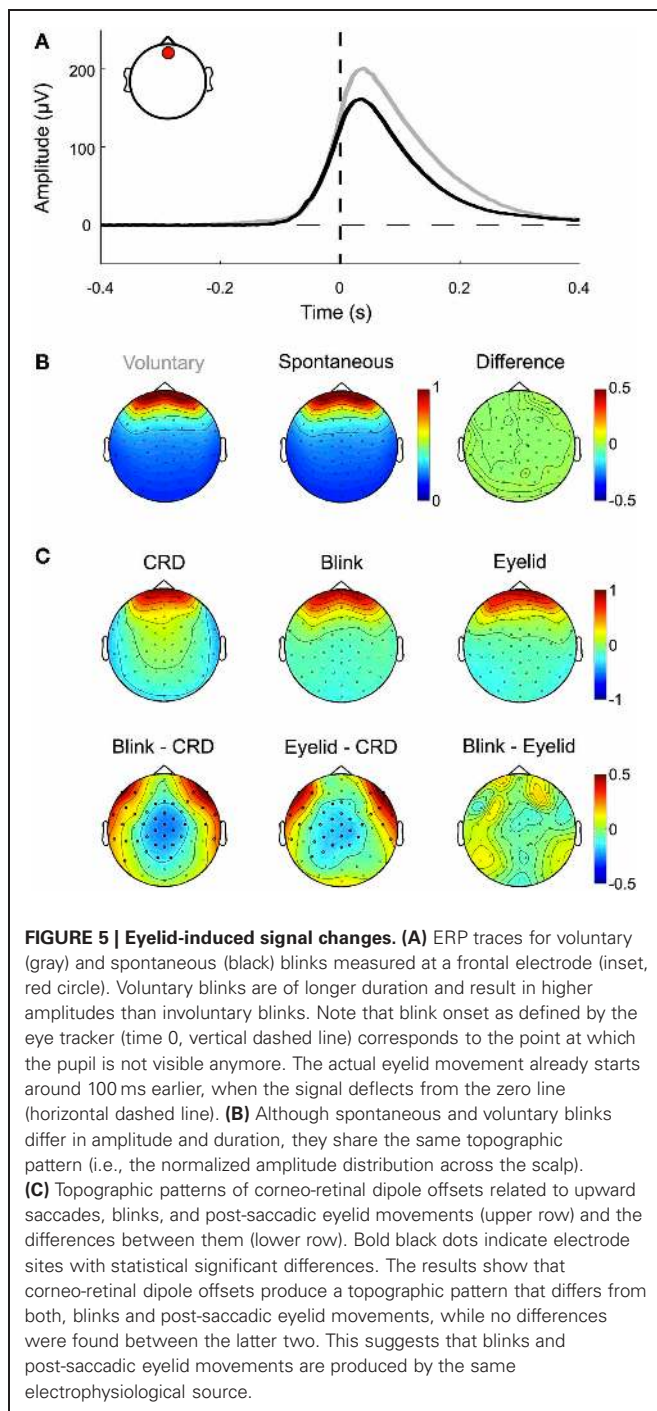 A
200
100
0
Amplitude (µV)
-0.4
-0.2
0
0.2
0.4
Time (s)
B
Voluntary
Spontaneous
Difference
1
0
0.5
0
-0.5
C
CRD
Blink
Eyelid
1
0
-1
Blink - CRD
Eyelid - CRD
Blink - Eyelid
0.5
0
-0.5
FIGURE 5 | Eyelid-induced signal changes. (A) ERP traces for voluntary
(gray) and spontaneous (black) blinks measured at a frontal electrode (inset,
red circle). Voluntary blinks are of longer duration and result in higher
amplitudes than involuntary blinks. Note that blink onset as defined by the
eye tracker (time 0, vertical dashed line) corresponds to the point at which
the pupil is not visible anymore. The actual eyelid movement already starts
around 100 ms earlier, when the signal deflects from the zero line
(horizontal dashed line). (B) Although spontaneous and voluntary blinks
differ in amplitude and duration, they share the same topographic
pattern (i.e., the normalized amplitude distribution across the scalp).
(C) Topographic patterns of corneo-retinal dipole offsets related to upward
saccades, blinks, and post-saccadic eyelid movements (upper row) and the
differences between them (lower row). Bold black dots indicate electrode
sites with statistical significant differences. The results show that
corneo-retinal dipole offsets produce a topographic pattern that differs from
both, blinks and post-saccadic eyelid movements, while no differences
were found between the latter two. This suggests that blinks and
post-saccadic eyelid movements are produced by the same
electrophysiological source.